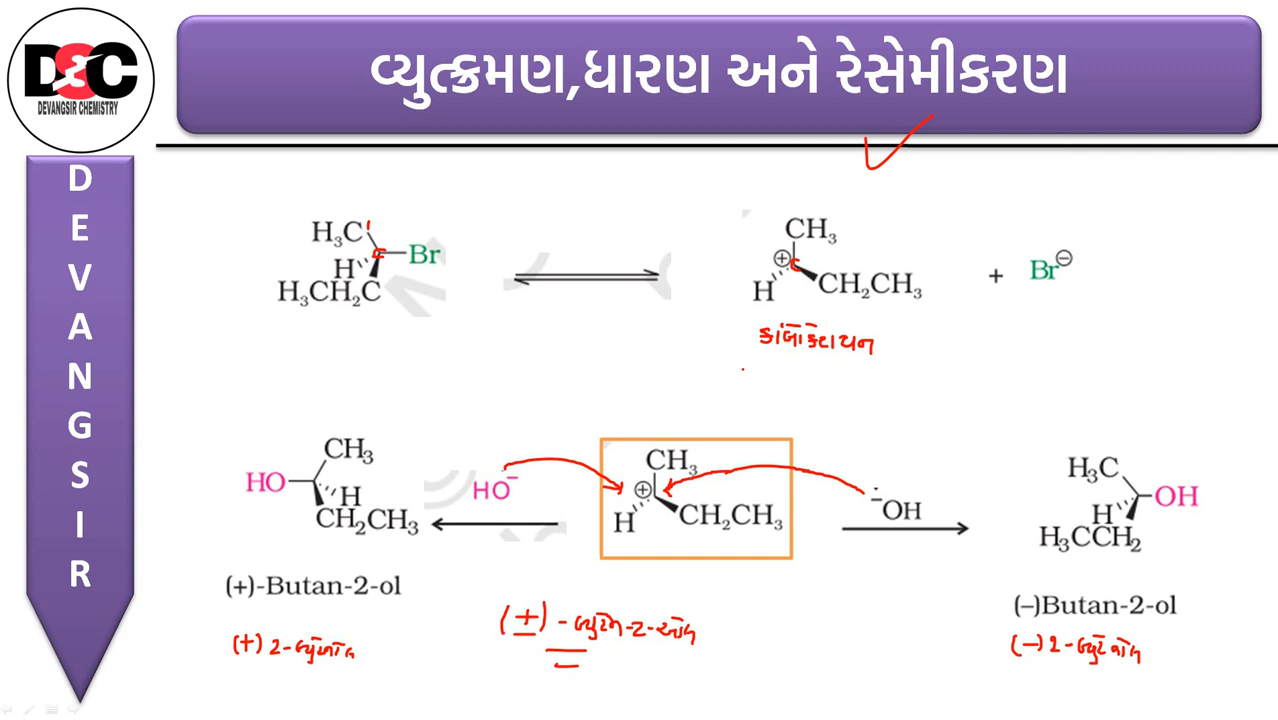 DEC
DEVANGSIR CHEMISTRY
વ્યુત્ક્રમણ,ધારણ અને રેસેમીકરણ
D
E
V
A
N
G
S
I
R
H₃C
C
Br
H
H₃CH₂C
CH₃
⊕
C
H
CH₂CH₃
+
Br⊖
કાર્બોકેટાયન
CH₃
HO
H
CH₂CH₃
HO⁻
CH₃
⊕
H
CH₂CH₃
⁻OH
H₃C
OH
H
H₃CCH₂
(+)-Butan-2-ol
(–)Butan-2-ol
(±) -બ્યુટેન-2-ઓલ
(+) 2-
(–) 2-